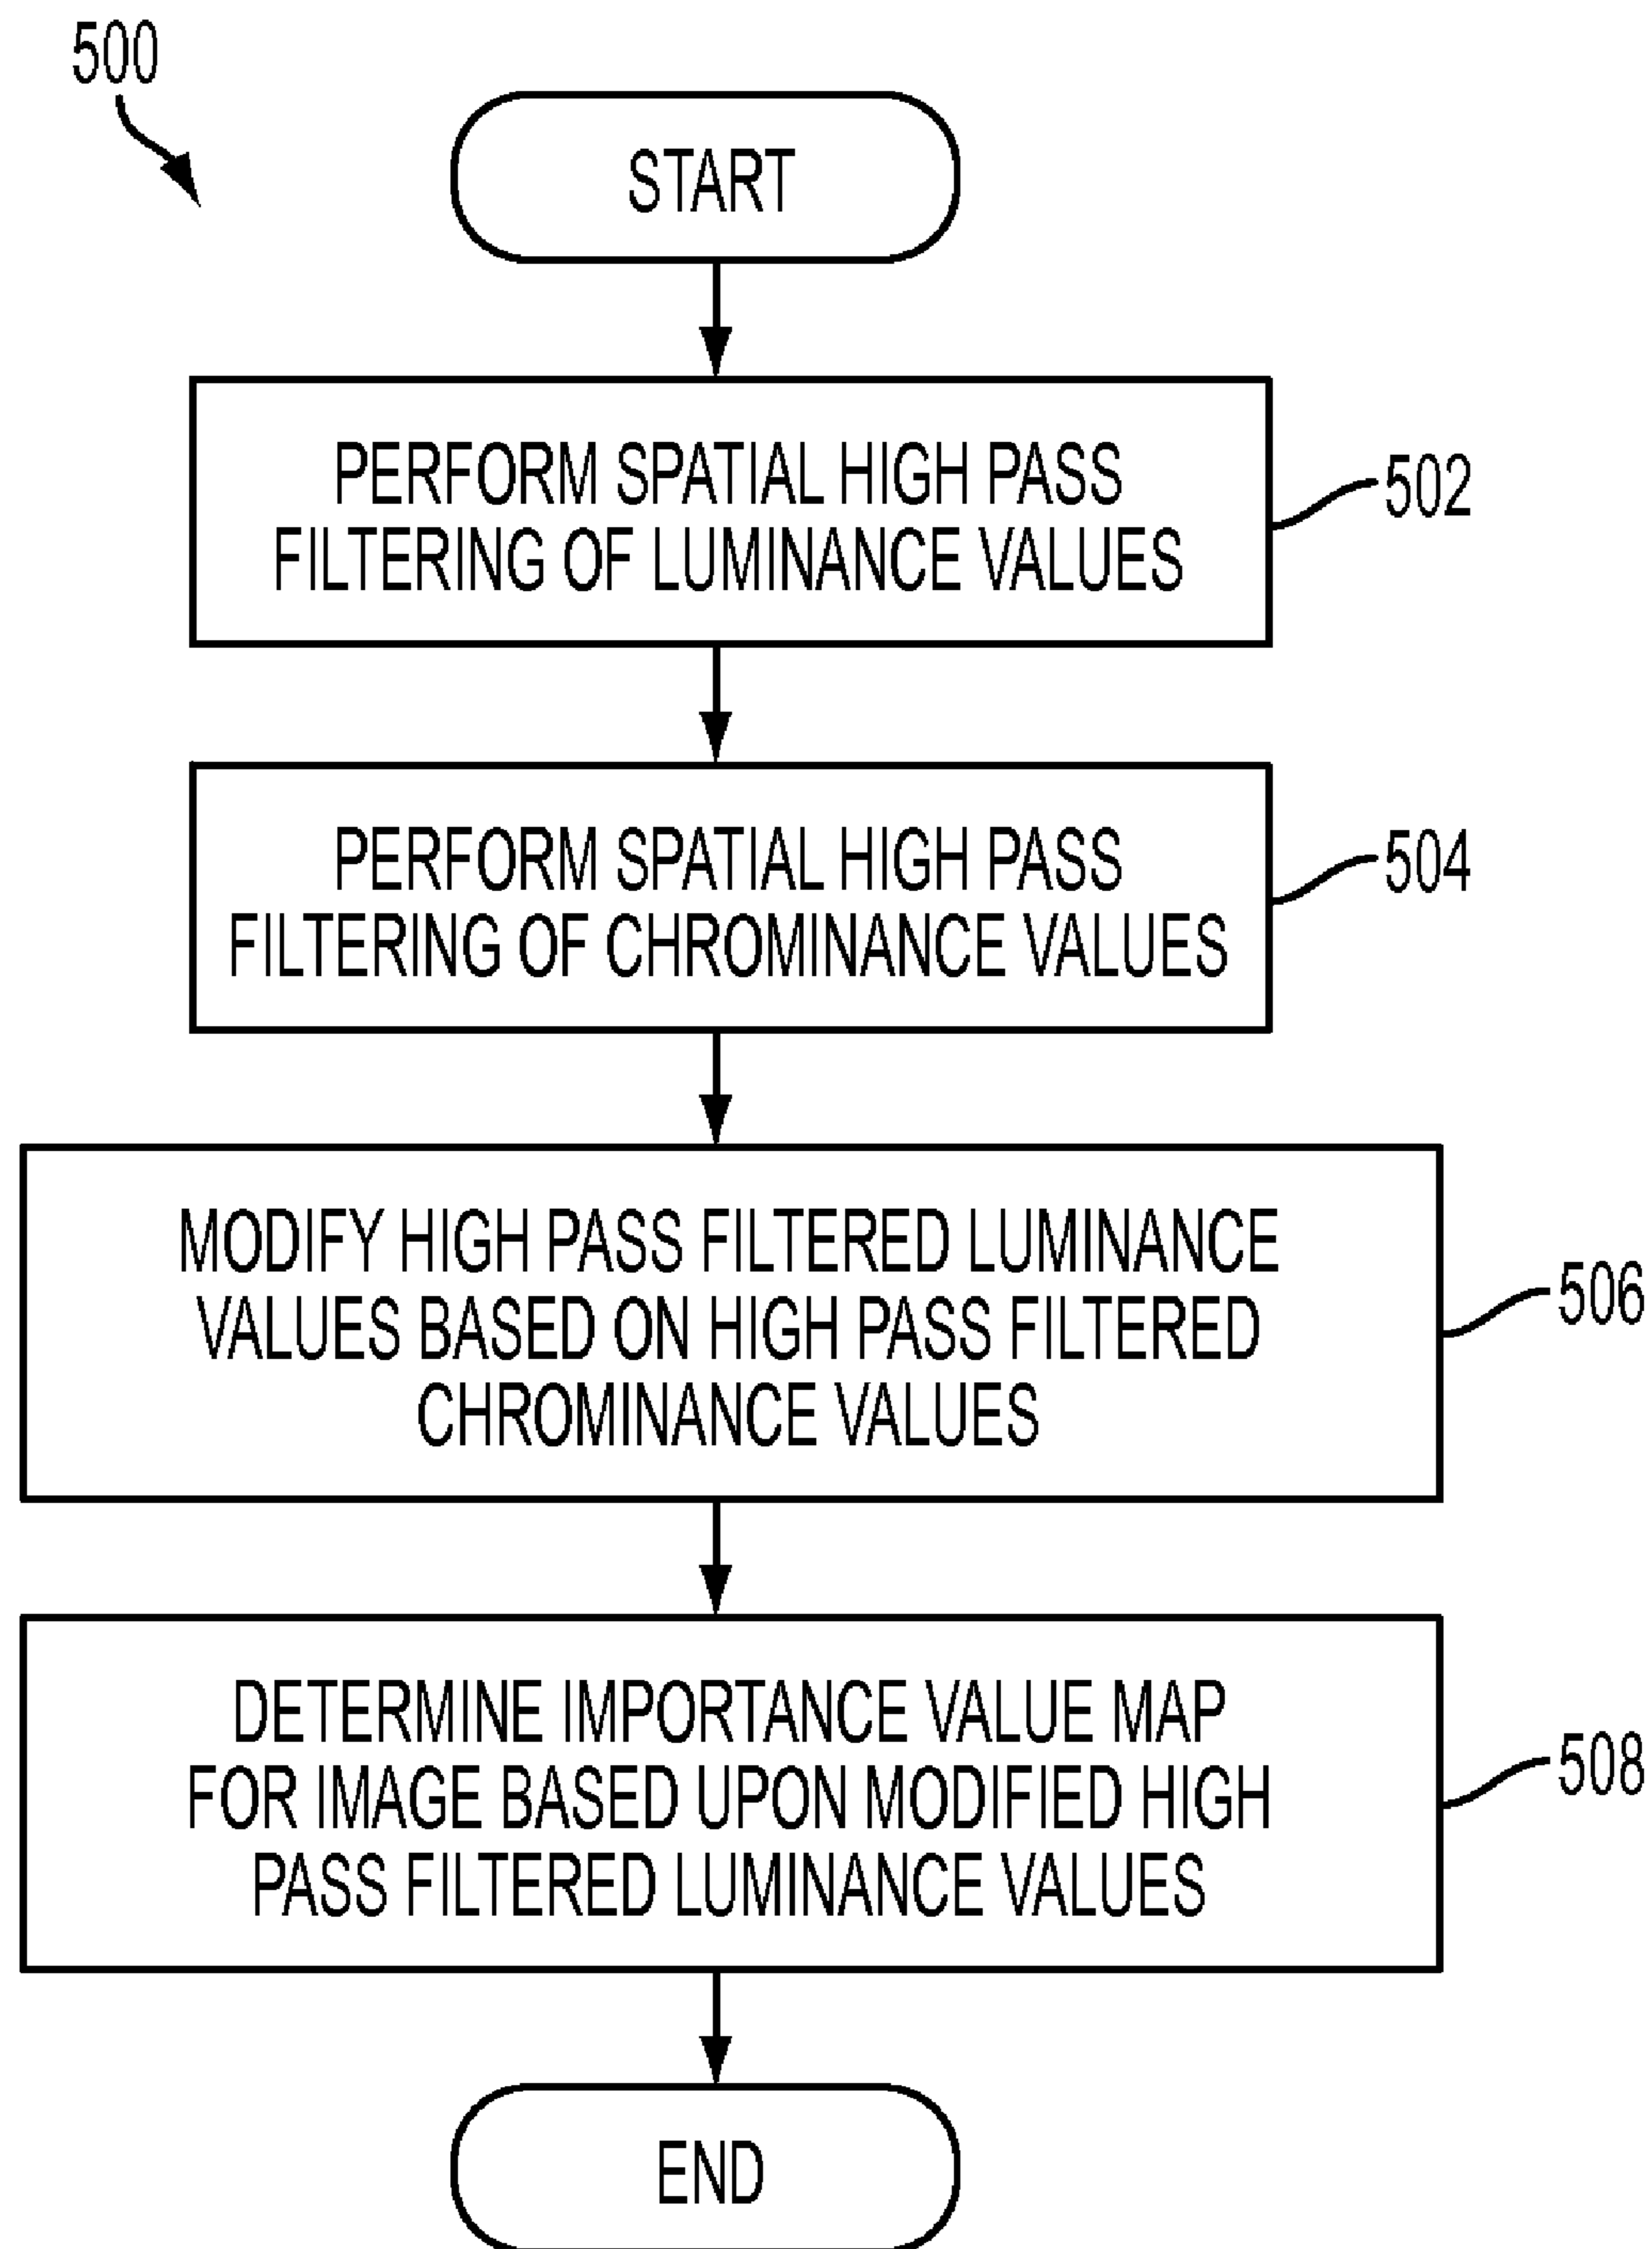 500
START
PERFORM SPATIAL HIGH PASS
FILTERING OF LUMINANCE VALUES
502
PERFORM SPATIAL HIGH PASS
FILTERING OF CHROMINANCE VALUES
504
MODIFY HIGH PASS FILTERED LUMINANCE
VALUES BASED ON HIGH PASS FILTERED
CHROMINANCE VALUES
506
DETERMINE IMPORTANCE VALUE MAP
FOR IMAGE BASED UPON MODIFIED HIGH
PASS FILTERED LUMINANCE VALUES
508
END